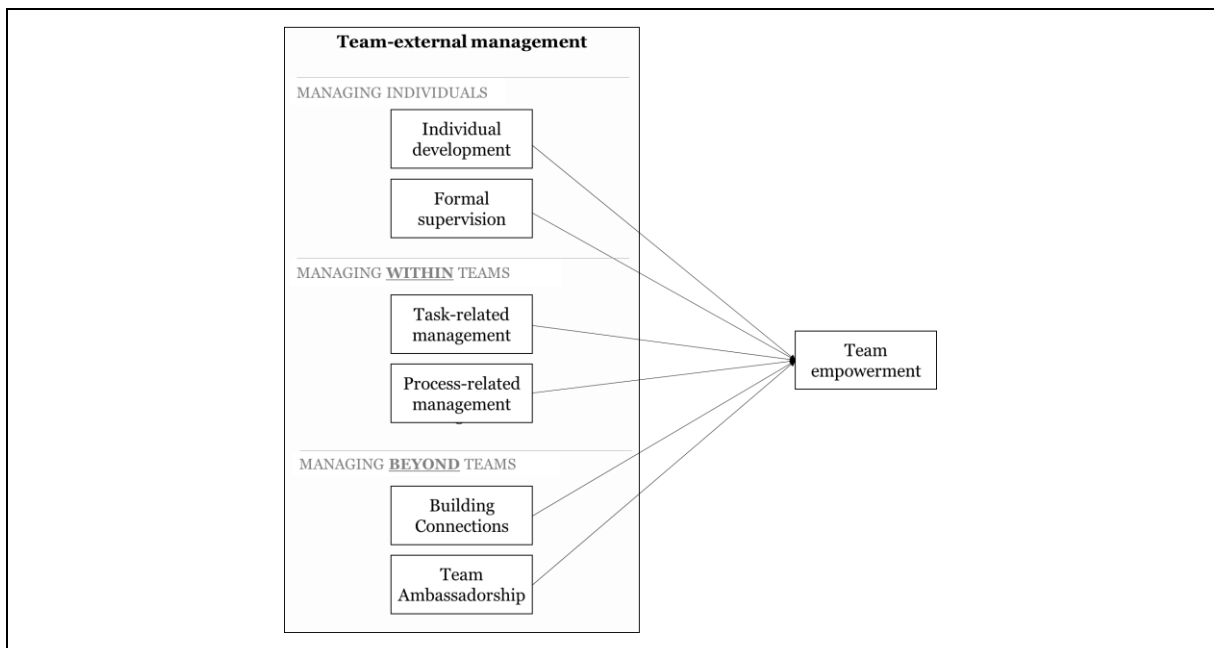 Team-external management
MANAGING INDIVIDUALS
Individual
development
Formal
supervision
MANAGING WITHIN TEAMS
Task-related
management
Process-related
management
Team
empowerment
MANAGING BEYOND TEAMS
Building
Connections
Team
Ambassadorship